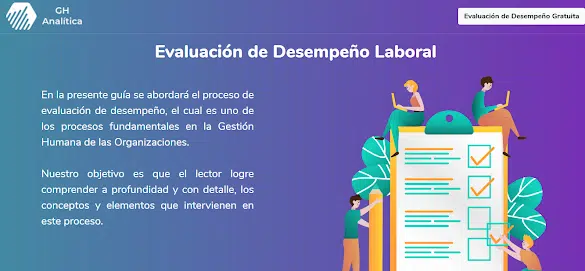 GH
Analítica
Evaluación de Desempeño Gratuita
Evaluación de Desempeño Laboral
En la presente guía se abordará el proceso de
evaluación de desempeño, el cual es uno de
los procesos fundamentales en la Gestión
Humana de las Organizaciones.
Nuestro objetivo es que el lector logre
comprender a profundidad y con detalle, los
conceptos y elementos que intervienen en
este proceso.